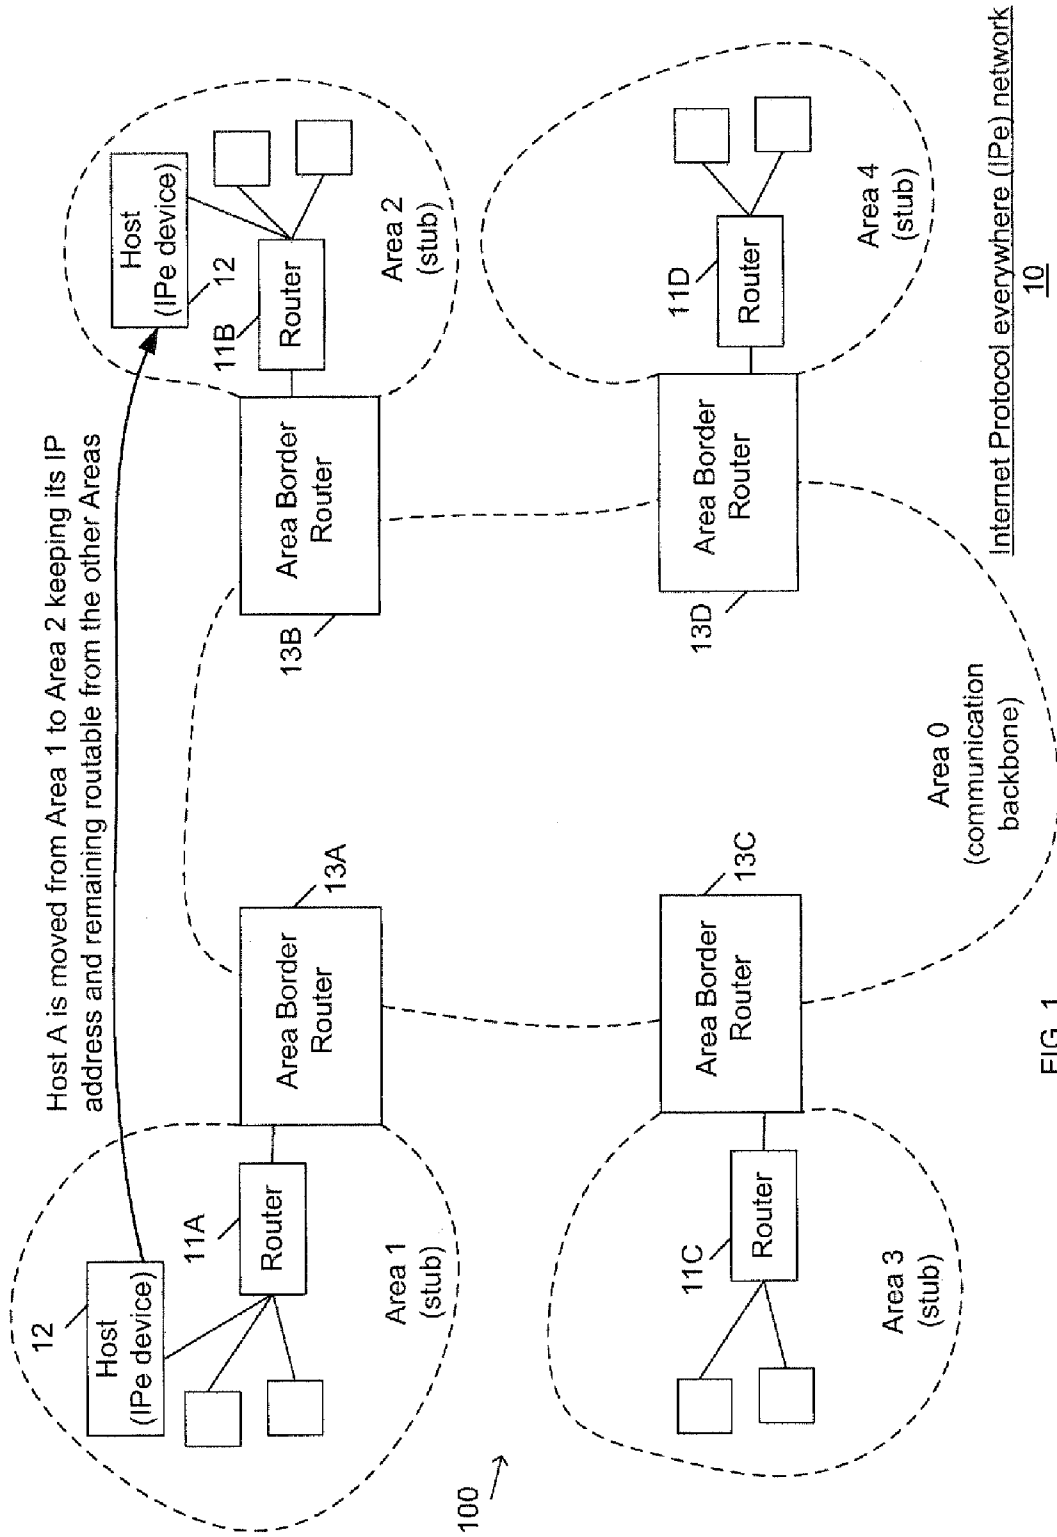 Host A is moved from Area 1 to Area 2 keeping its IP
address and remaining routable from the other Areas
12
Host
(IPe device)
11A
Router
Area 1
(stub)
Area Border
Router
13A
Area Border
Router
13B
Host
(IPe device)
12
11B
Router
Area 2
(stub)
100
11C
Router
Area 3
(stub)
Area Border
Router
13C
Area 0
(communication
backbone)
Area Border
Router
13D
11D
Router
Area 4
(stub)
FIG. 1
Internet Protocol everywhere (IPe) network
10